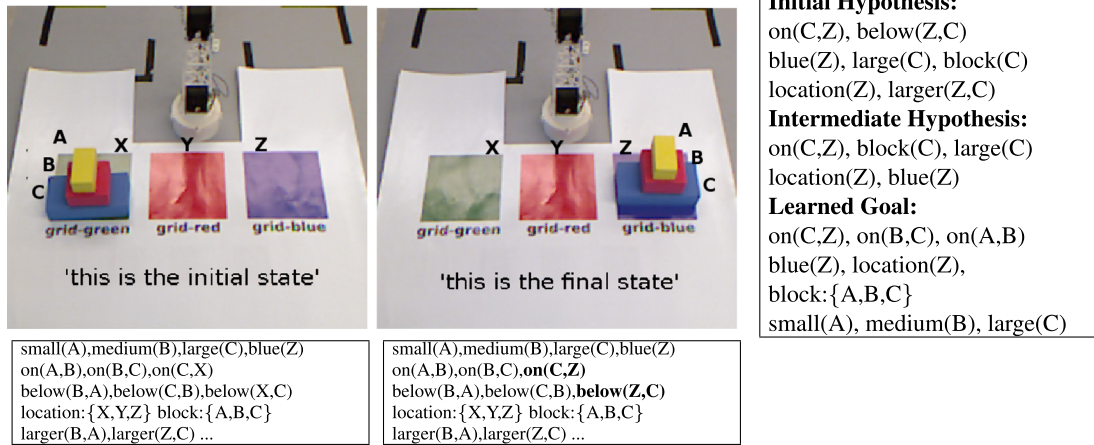 A
X
Y
Z
B
C
grid-green
grid-red
grid-blue
'this is the initial state'
X
Y
Z
A
B
C
grid-green
grid-red
grid-blue
'this is the final state'
small(A),medium(B),large(C),blue(Z)
on(A,B),on(B,C),on(C,X)
below(B,A),below(C,B),below(X,C)
location:{X,Y,Z} block:{A,B,C}
larger(B,A),larger(Z,C) ...
small(A),medium(B),large(C),blue(Z)
on(A,B),on(B,C),on(C,Z)
below(B,A),below(C,B),below(Z,C)
location:{X,Y,Z} block:{A,B,C}
larger(B,A),larger(Z,C) ...
Initial Hypothesis:
on(C,Z), below(Z,C)
blue(Z), large(C), block(C)
location(Z), larger(Z,C)
Intermediate Hypothesis:
on(C,Z), block(C), large(C)
location(Z), blue(Z)
Learned Goal:
on(C,Z), on(B,C), on(A,B)
blue(Z), location(Z),
block:{A,B,C}
small(A), medium(B), large(C)